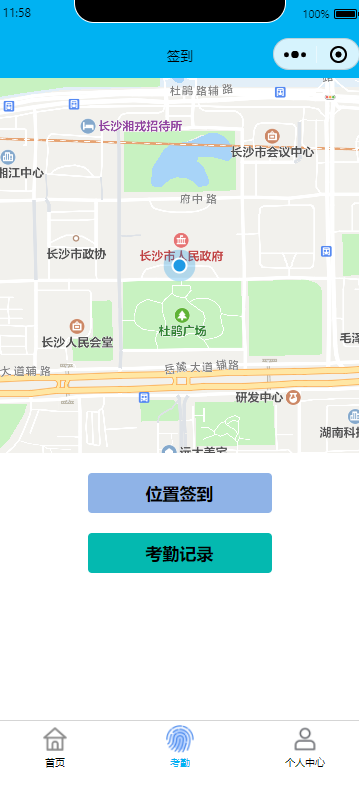 11:58
100%
签到
杜鹃路辅路
路
长沙湘戎招待所
湘江中心
长沙市会议中心
府中路
长沙市政协
长沙市人民政府
杜鹃广场
长沙人民会堂
毛泽
大道辅路
岳麓大道辅路
研发中心
湖南科技
远大美宅
位置签到
考勤记录
首页
考勤
个人中心